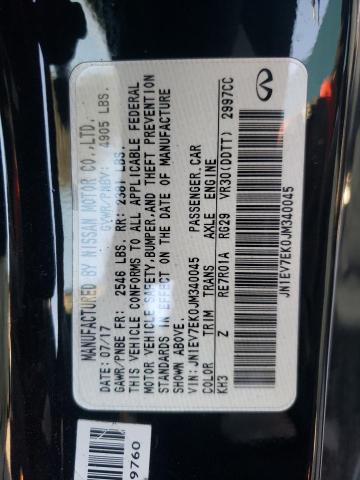 MANUFACTURED BY NISSAN MOTOR CO.,LTD.
DATE: 07/17 GVWR/PNBV: 4905 LBS.
GAWR/PNBE FR: 2546 LBS. RR: 2381 LBS.
THIS VEHICLE CONFORMS TO ALL APPLICABLE FEDERAL
MOTOR VEHICLE SAFETY,BUMPER,AND THEFT PREVENTION
STANDARDS IN EFFECT ON THE DATE OF MANUFACTURE
SHOWN ABOVE.
VIN:JN1EV7EK0JM340045 PASSENGER CAR
COLOR TRIM TRANS AXLE ENGINE
KH3 Z RE7R01A RG29 VR30(DDTT) 2997CC
JN1EV7EK0JM340045
9760